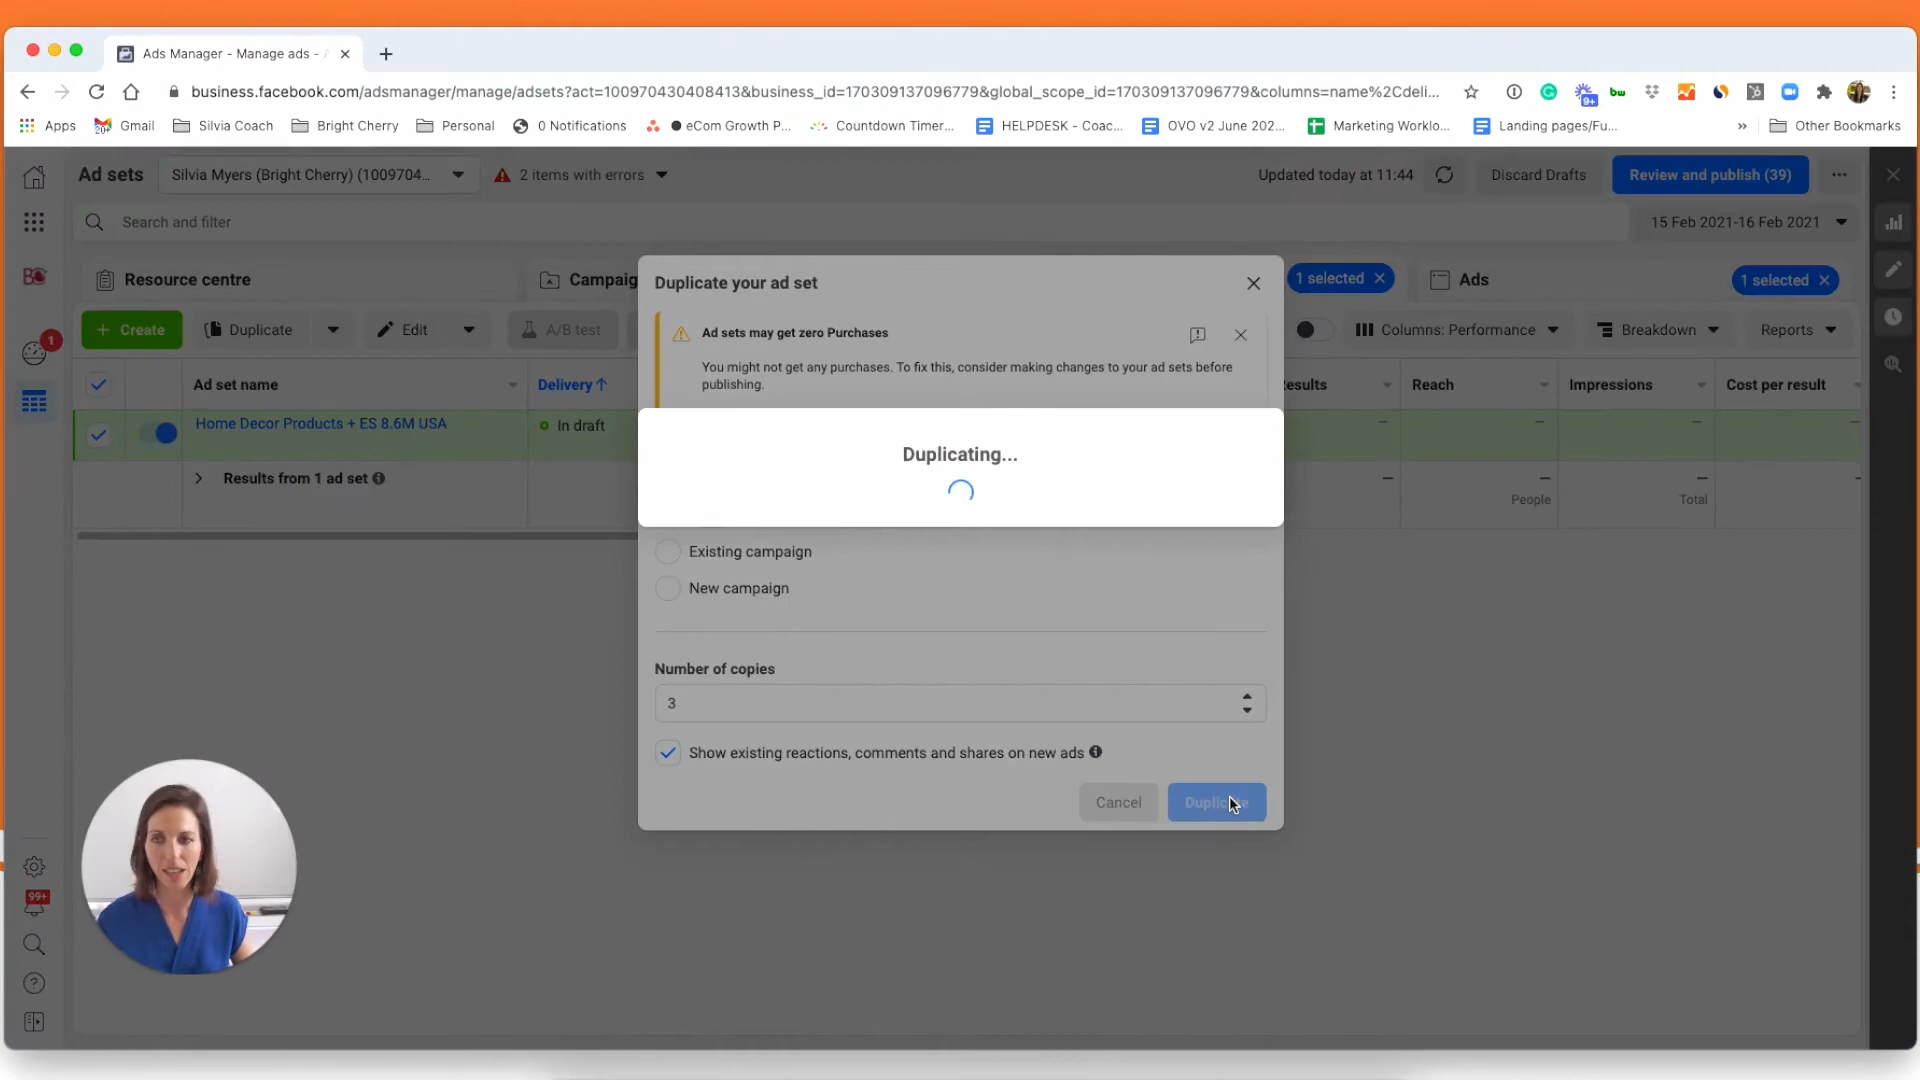 Ads Manager - Manage ads -
business.facebook.com/adsmanager/manage/adsets?act=100970430408413&business_id=170309137096779&global_scope_id=170309137096779&columns=name%2Cdeli...
9+
bw
Apps
20+
Gmail
Silvia Coach
Bright Cherry
Personal
0 Notifications
eCom Growth P...
Countdown Timer...
HELPDESK - Coac...
OVO v2 June 202...
Marketing Worklo...
Landing pages/Fu...
»
Other Bookmarks
Ad sets
Silvia Myers (Bright Cherry) (1009704...
2 items with errors
Updated today at 11:44
Discard Drafts
Review and publish (39)
Search and filter
15 Feb 2021-16 Feb 2021
Resource centre
Campaig
1 selected
Ads
1 selected
+ Create
Duplicate
Edit
A/B test
Columns: Performance
Breakdown
Reports
1
Ad set name
Delivery ↑
esults
Reach
Impressions
Cost per result
Home Decor Products + ES 8.6M USA
In draft
—
—
—
—
Results from 1 ad set
—
—
—
People
Total
Duplicate your ad set
Ad sets may get zero Purchases
You might not get any purchases. To fix this, consider making changes to your ad sets before
publishing.
Duplicating...
Existing campaign
New campaign
Number of copies
3
Show existing reactions, comments and shares on new ads
Cancel
99+